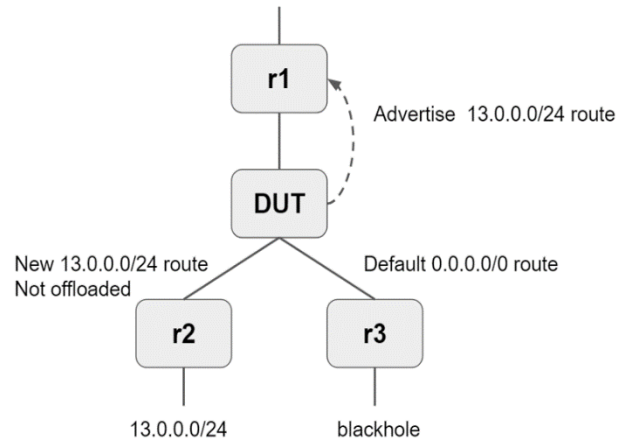 r1
Advertise 13.0.0.0/24 route
DUT
New 13.0.0.0/24 route
Not offloaded
Default 0.0.0.0/0 route
r2
r3
13.0.0.0/24
blackhole